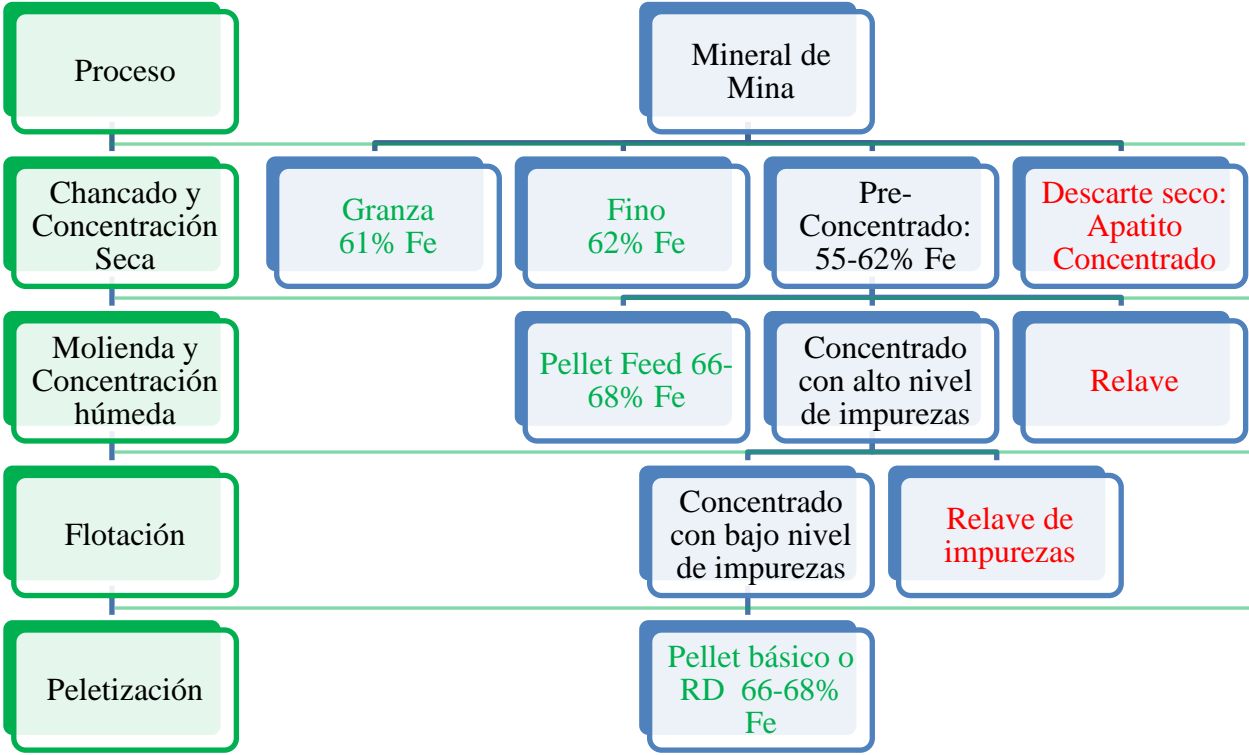 Proceso
Mineral de
Mina
Chancado y
Concentración
Seca
Granza
61% Fe
Fino
62% Fe
Pre-
Concentrado:
55-62% Fe
Descarte seco:
Apatito
Concentrado
Molienda y
Concentración
húmeda
Pellet Feed 66-
68% Fe
Concentrado
con alto nivel
de impurezas
Relave
Flotación
Concentrado
con bajo nivel
de impurezas
Relave de
impurezas
Peletización
Pellet básico o
RD 66-68%
Fe